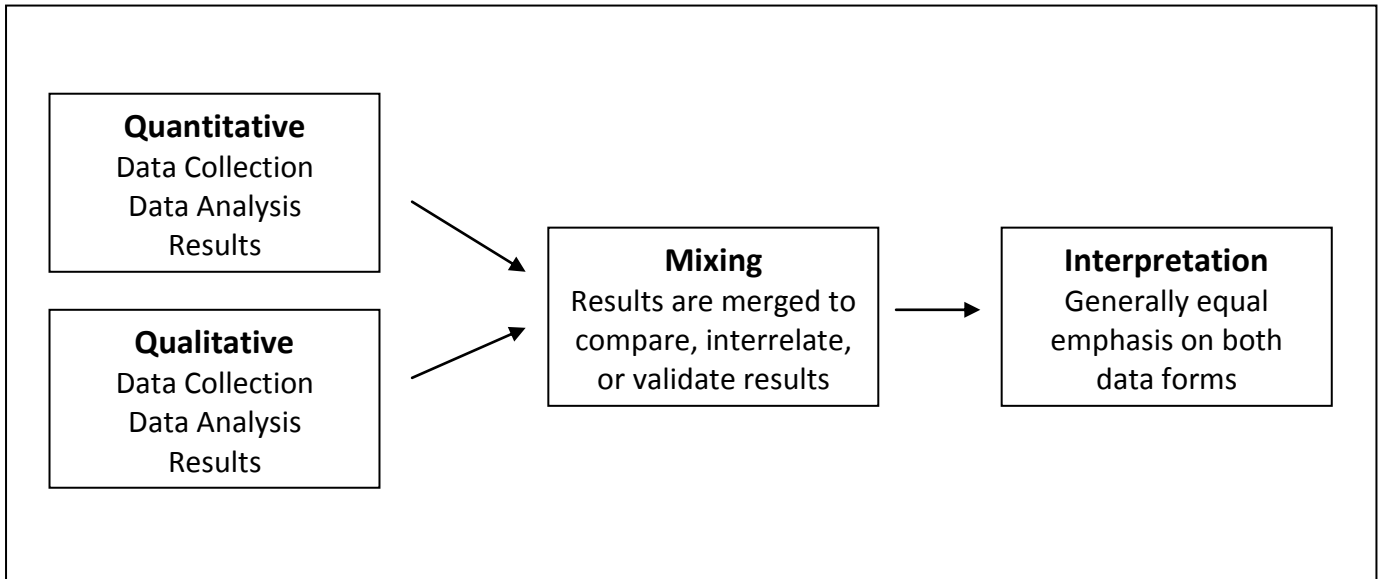 Quantitative
Data Collection
Data Analysis
Results
Qualitative
Data Collection
Data Analysis
Results
Mixing
Results are merged to
compare, interrelate,
or validate results
Interpretation
Generally equal
emphasis on both
data forms